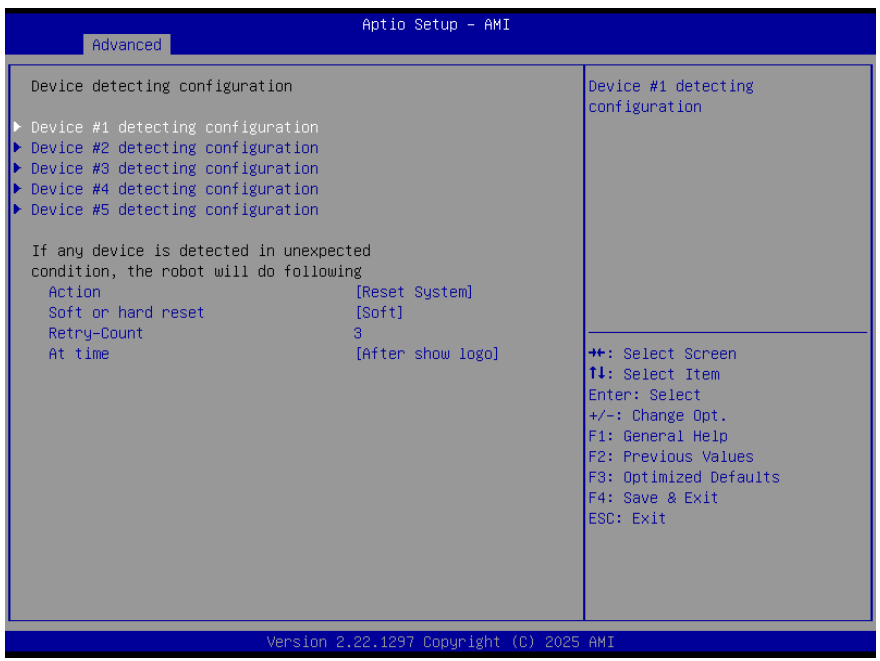 Aptio Setup – AMI
Advanced
Device detecting configuration
Device #1 detecting configuration
Device #2 detecting configuration
Device #3 detecting configuration
Device #4 detecting configuration
Device #5 detecting configuration
If any device is detected in unexpected
condition, the robot will do following
Action [Reset System]
Soft or hard reset [Soft]
Retry-Count 3
At time [After show logo]
Device #1 detecting
configuration
→←: Select Screen
↑↓: Select Item
Enter: Select
+/-: Change Opt.
F1: General Help
F2: Previous Values
F3: Optimized Defaults
F4: Save & Exit
ESC: Exit
Version 2.22.1297 Copyright (C) 2025 AMI